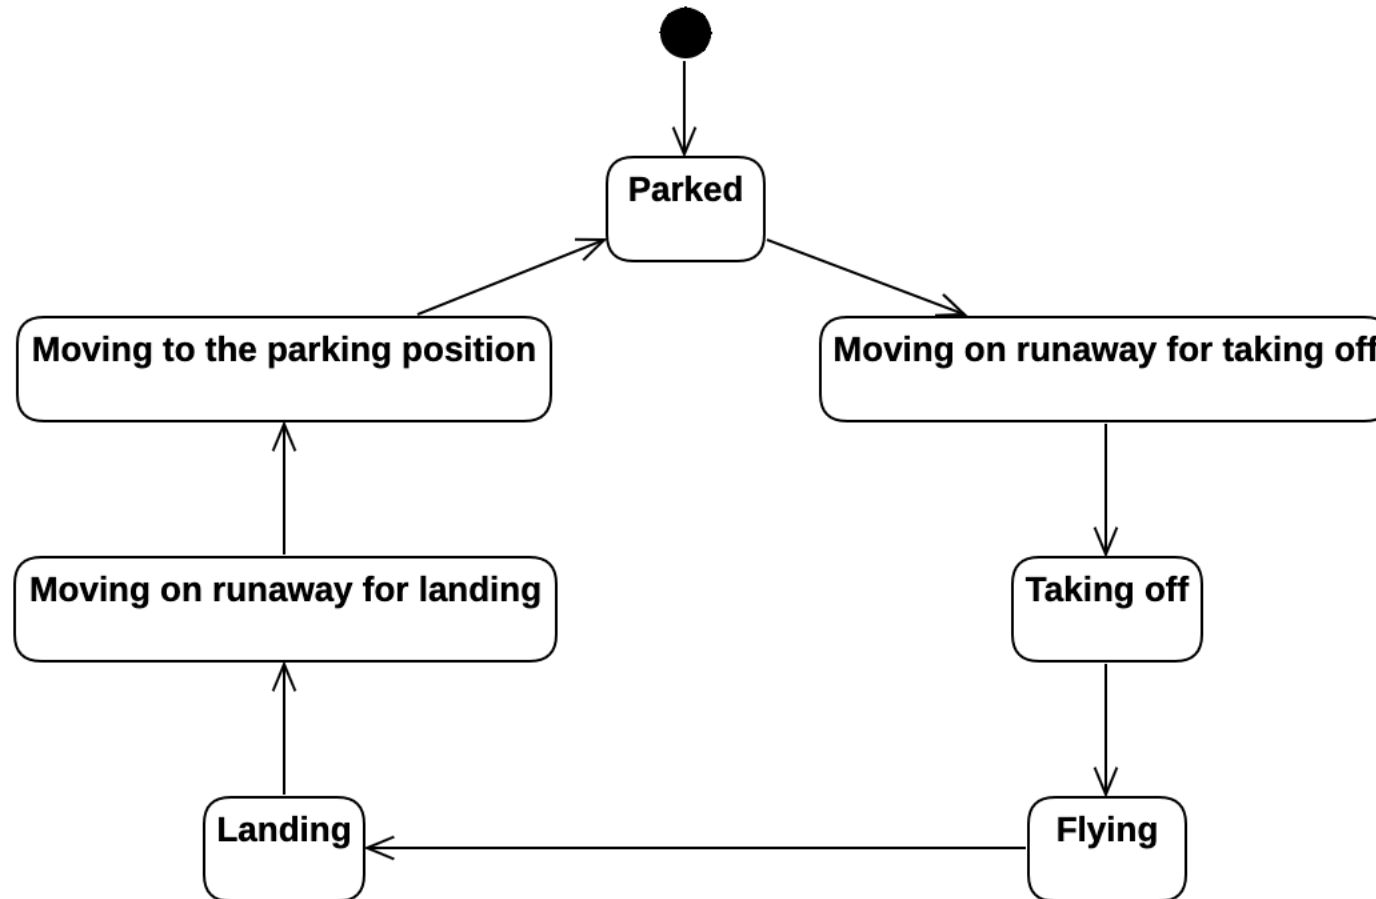 Parked
Moving to the parking position
Moving on runaway for taking off
Moving on runaway for landing
Taking off
Landing
Flying